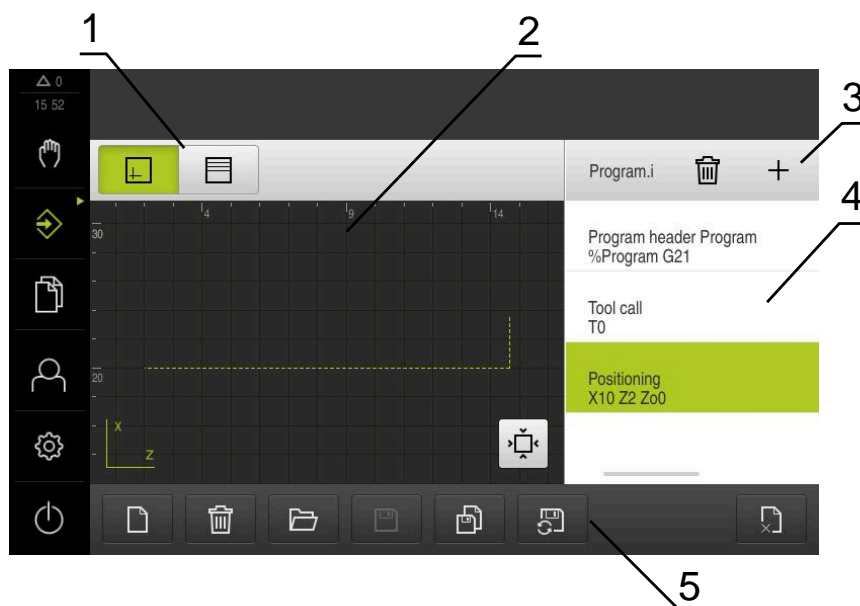 1
2
3
4
5
0
15 52
Program.i
4
9
14
30
20
X
Z
Program header Program
%Program G21
Tool call
T0
Positioning
X10 Z2 Zo0